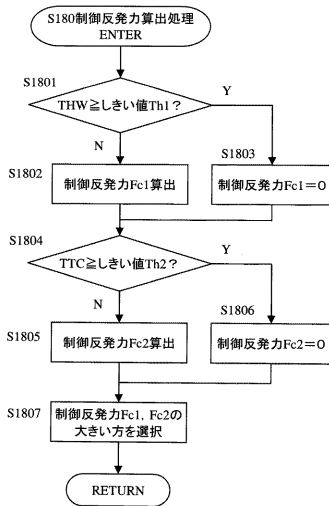 S180制御反発力算出処理
ENTER
S1801
THW≧しきい値Th1?
Y
N
S1803
S1802
制御反発力Fc1算出
制御反発力Fc1=0
S1804
TTC≧しきい値Th2?
Y
N
S1806
S1805
制御反発力Fc2算出
制御反発力Fc2=0
S1807
制御反発力Fc1, Fc2の
大きい方を選択
RETURN